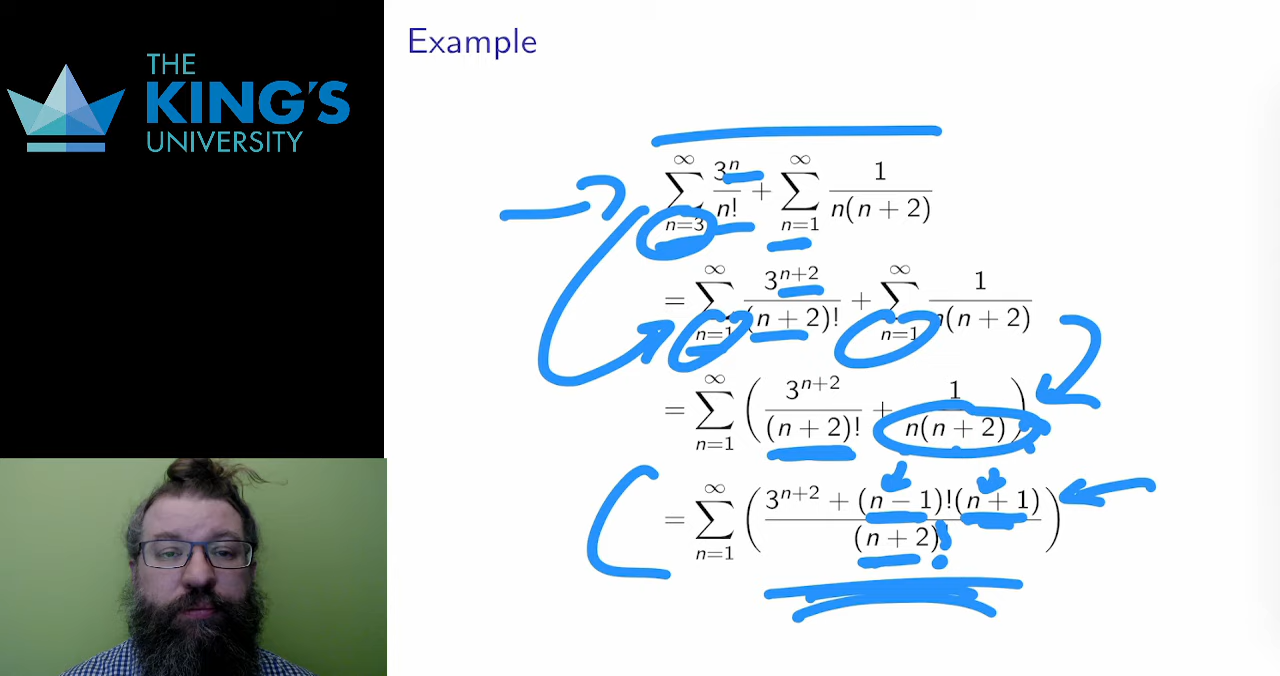 THE
KING'S
UNIVERSITY
Example
∑_{n=3}^{∞} 3^n/n! + ∑_{n=1}^{∞} 1/(n(n + 2))
= ∑_{n=1}^{∞} 3^{n+2}/(n + 2)! + ∑_{n=1}^{∞} 1/(n(n + 2))
= ∑_{n=1}^{∞} ( 3^{n+2}/(n + 2)! + 1/(n(n + 2)) )
= ∑_{n=1}^{∞} ( (3^{n+2} + (n − 1)!(n + 1))/(n + 2)! )